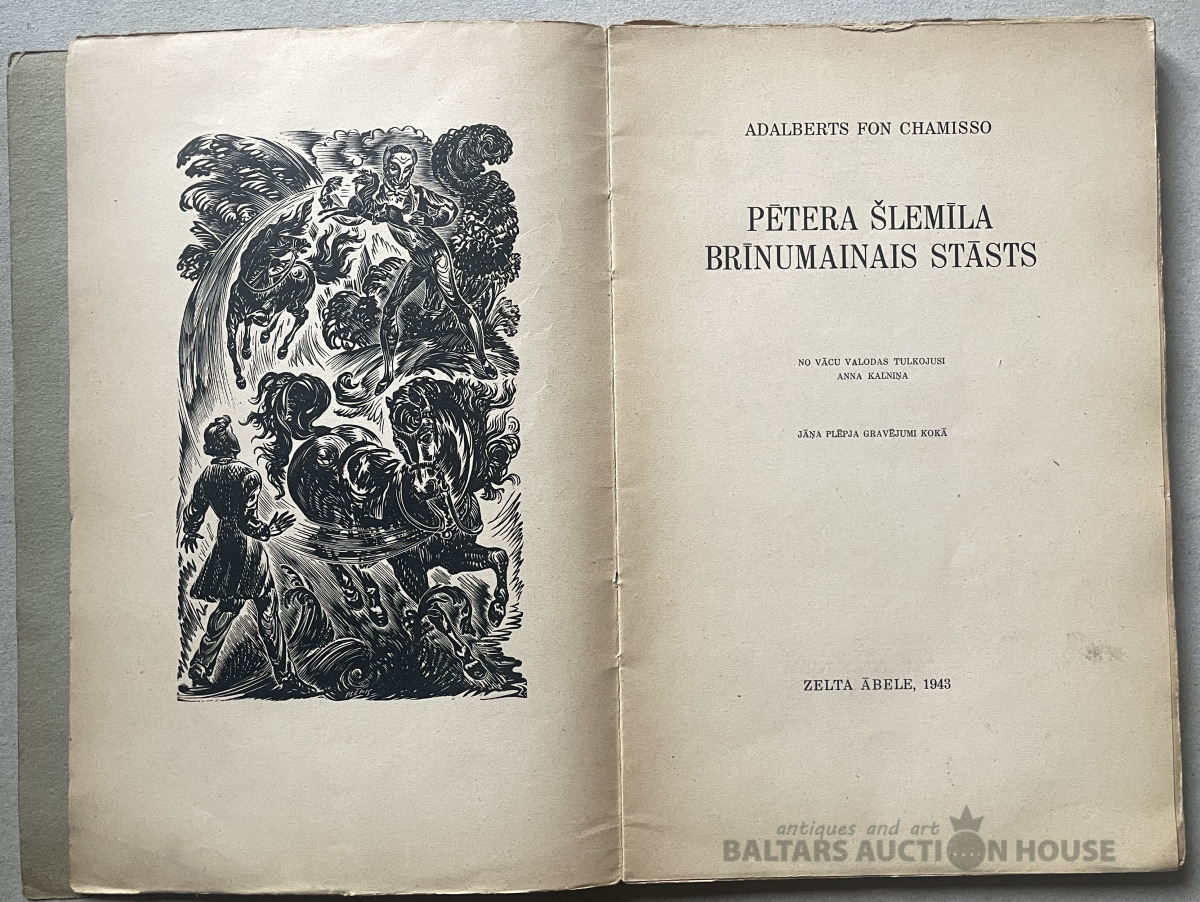 ADALBERTS FON CHAMISSO
PĒTERA ŠLEMĪLA
BRĪNUMAINAIS STĀSTS
NO VĀCU VALODAS TULKOJUSI
ANNA KALNIŅA
JĀŅA PLĒPJA GRAVĒJUMI KOKĀ
ZELTA ĀBELE, 1943
antiques and art
BALTARS AUCTION HOUSE